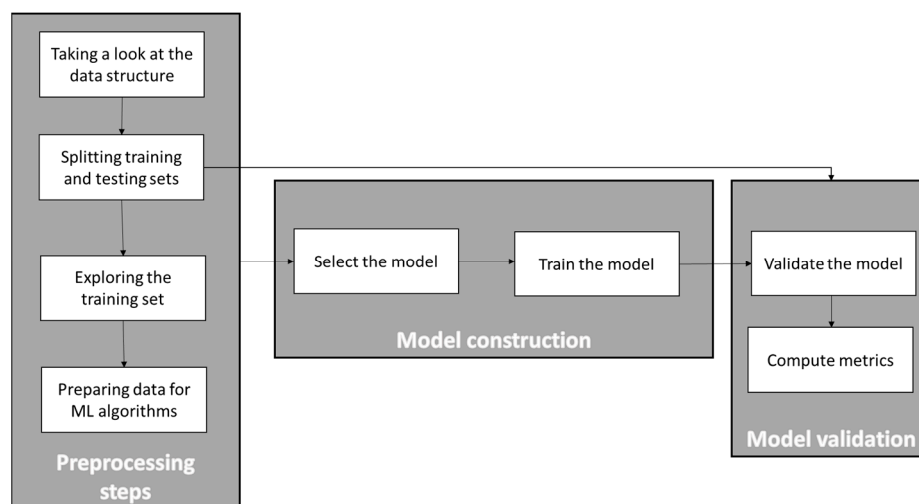 Taking a look at the
data structure
Splitting training
and testing sets
Exploring the
training set
Preparing data for
ML algorithms
Preprocessing
steps
Select the model
Train the model
Model construction
Validate the model
Compute metrics
Model validation